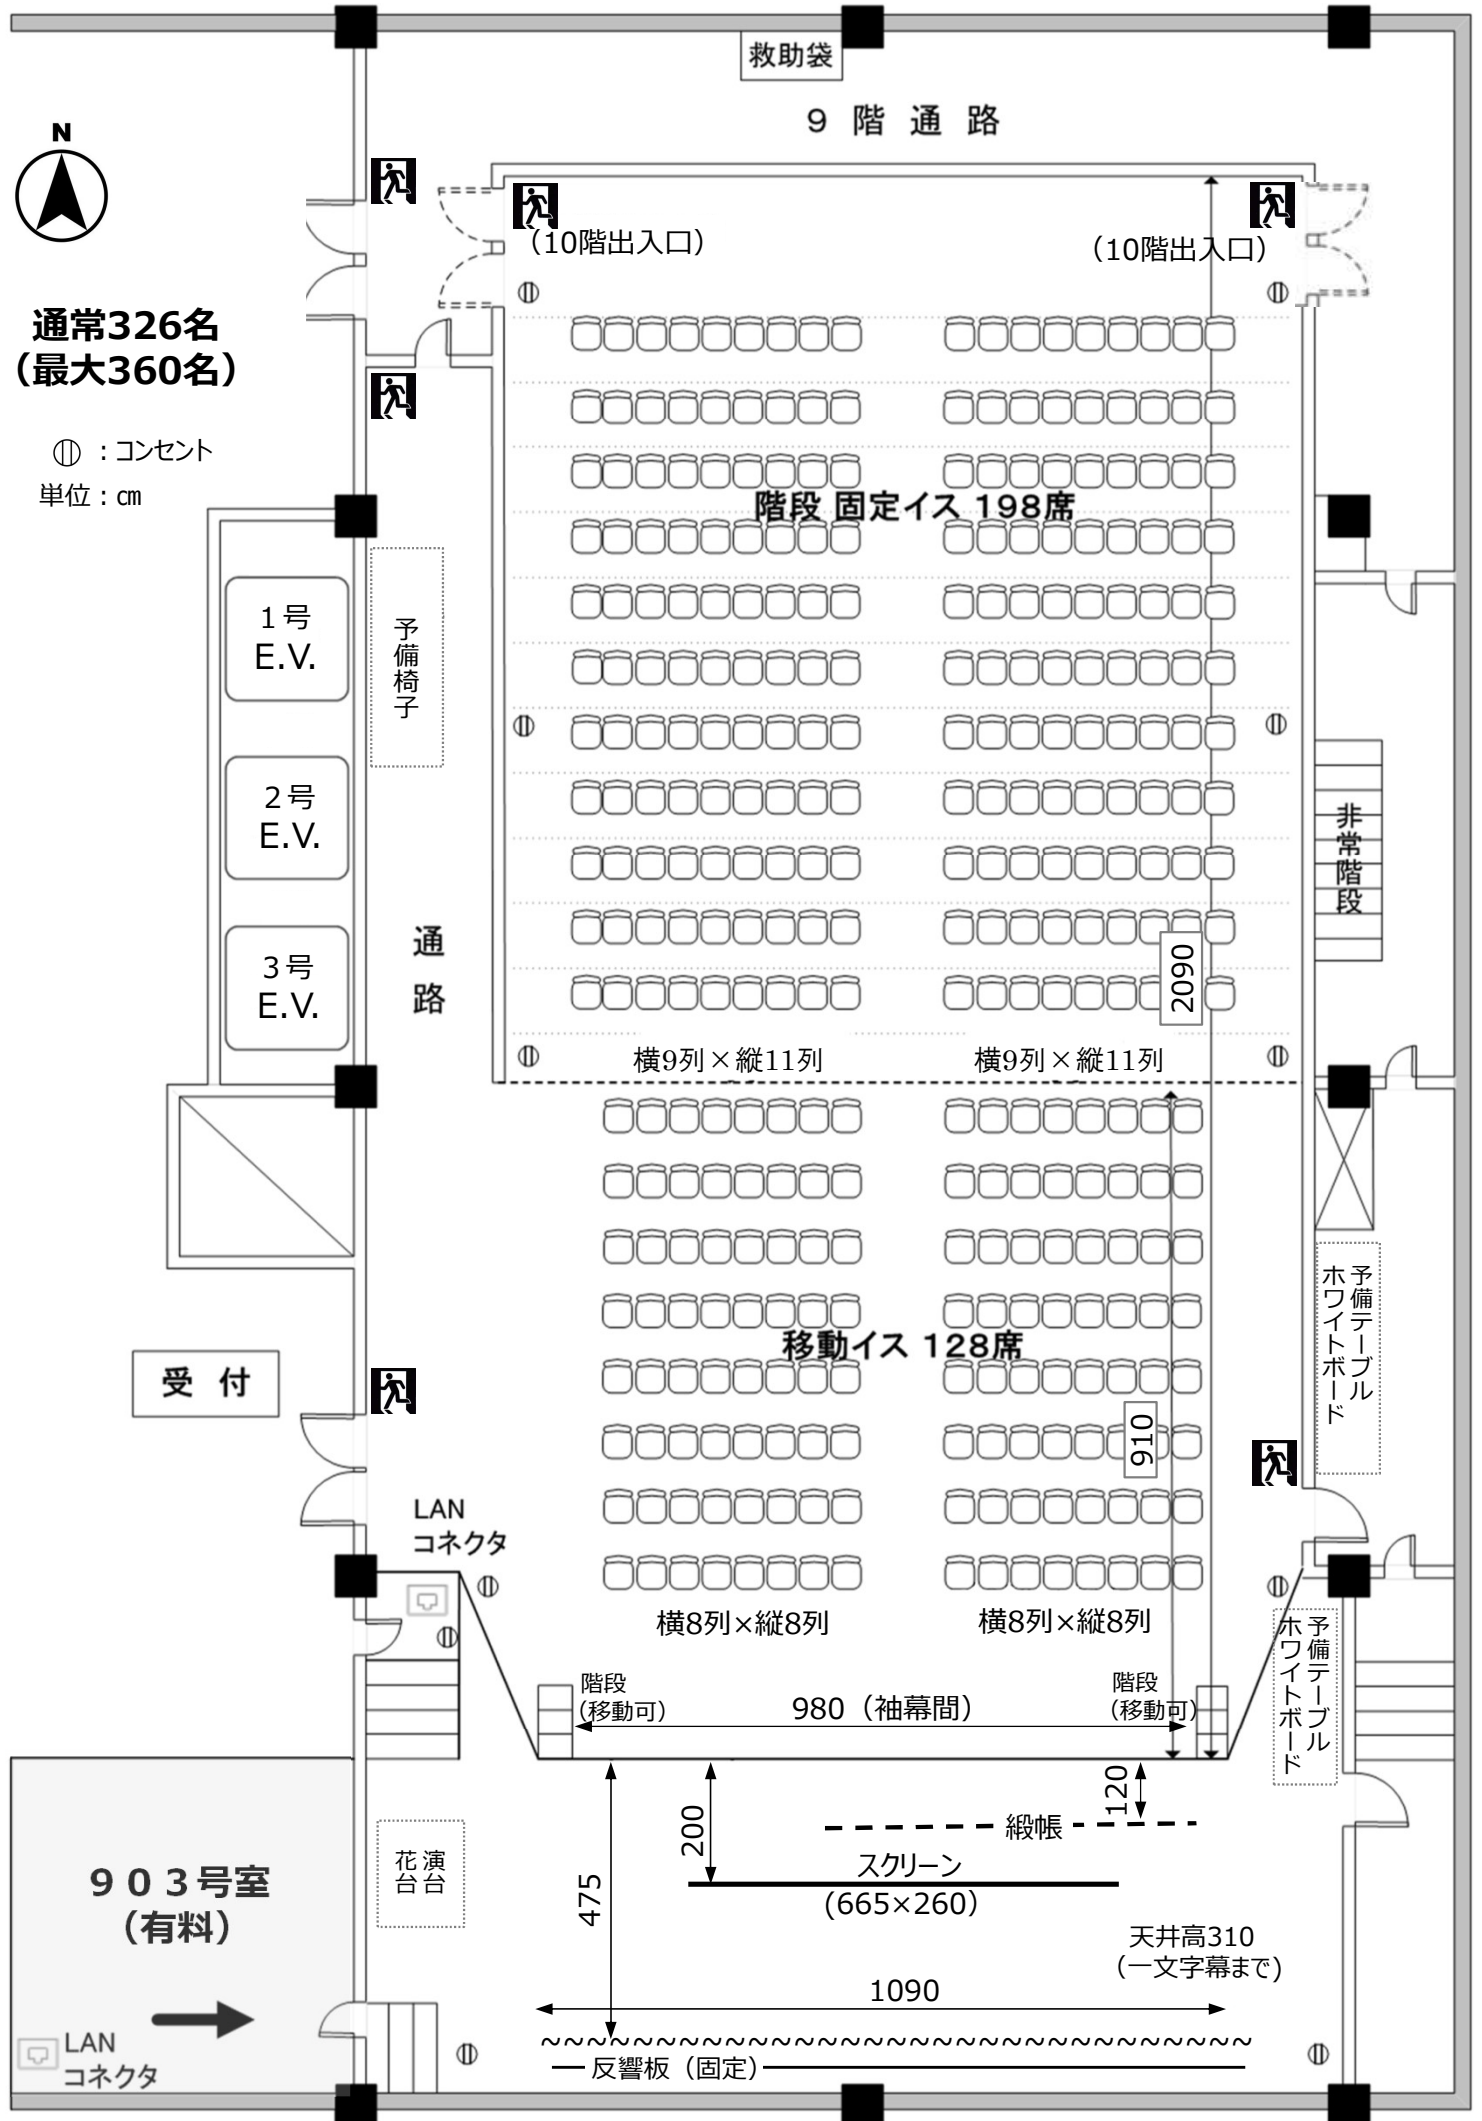 救助袋
９ 階 通 路
N
（10階出入口）
（10階出入口）
通常326名
（最大360名）
：コンセント
単位：㎝
階段 固定イス 198席
１号
E.V.
予備椅子
２号
E.V.
非常階段
通路
３号
E.V.
2090
横9列×縦11列
横9列×縦11列
予備テーブル
ホワイトボード
移動イス 128席
受 付
910
LAN
コネクタ
横8列×縦8列
横8列×縦8列
階段
（移動可）
980（袖幕間）
階段
（移動可）
予備テーブル
ホワイトボード
120
200
緞帳
475
スクリーン
(665×260）
演台
花台
９０３号室
（有料）
天井高310
（一文字幕まで）
1090
LAN
コネクタ
~~~~~~~~~~~~~~~~~~~~~~~~~~~~~~~
反響板（固定）